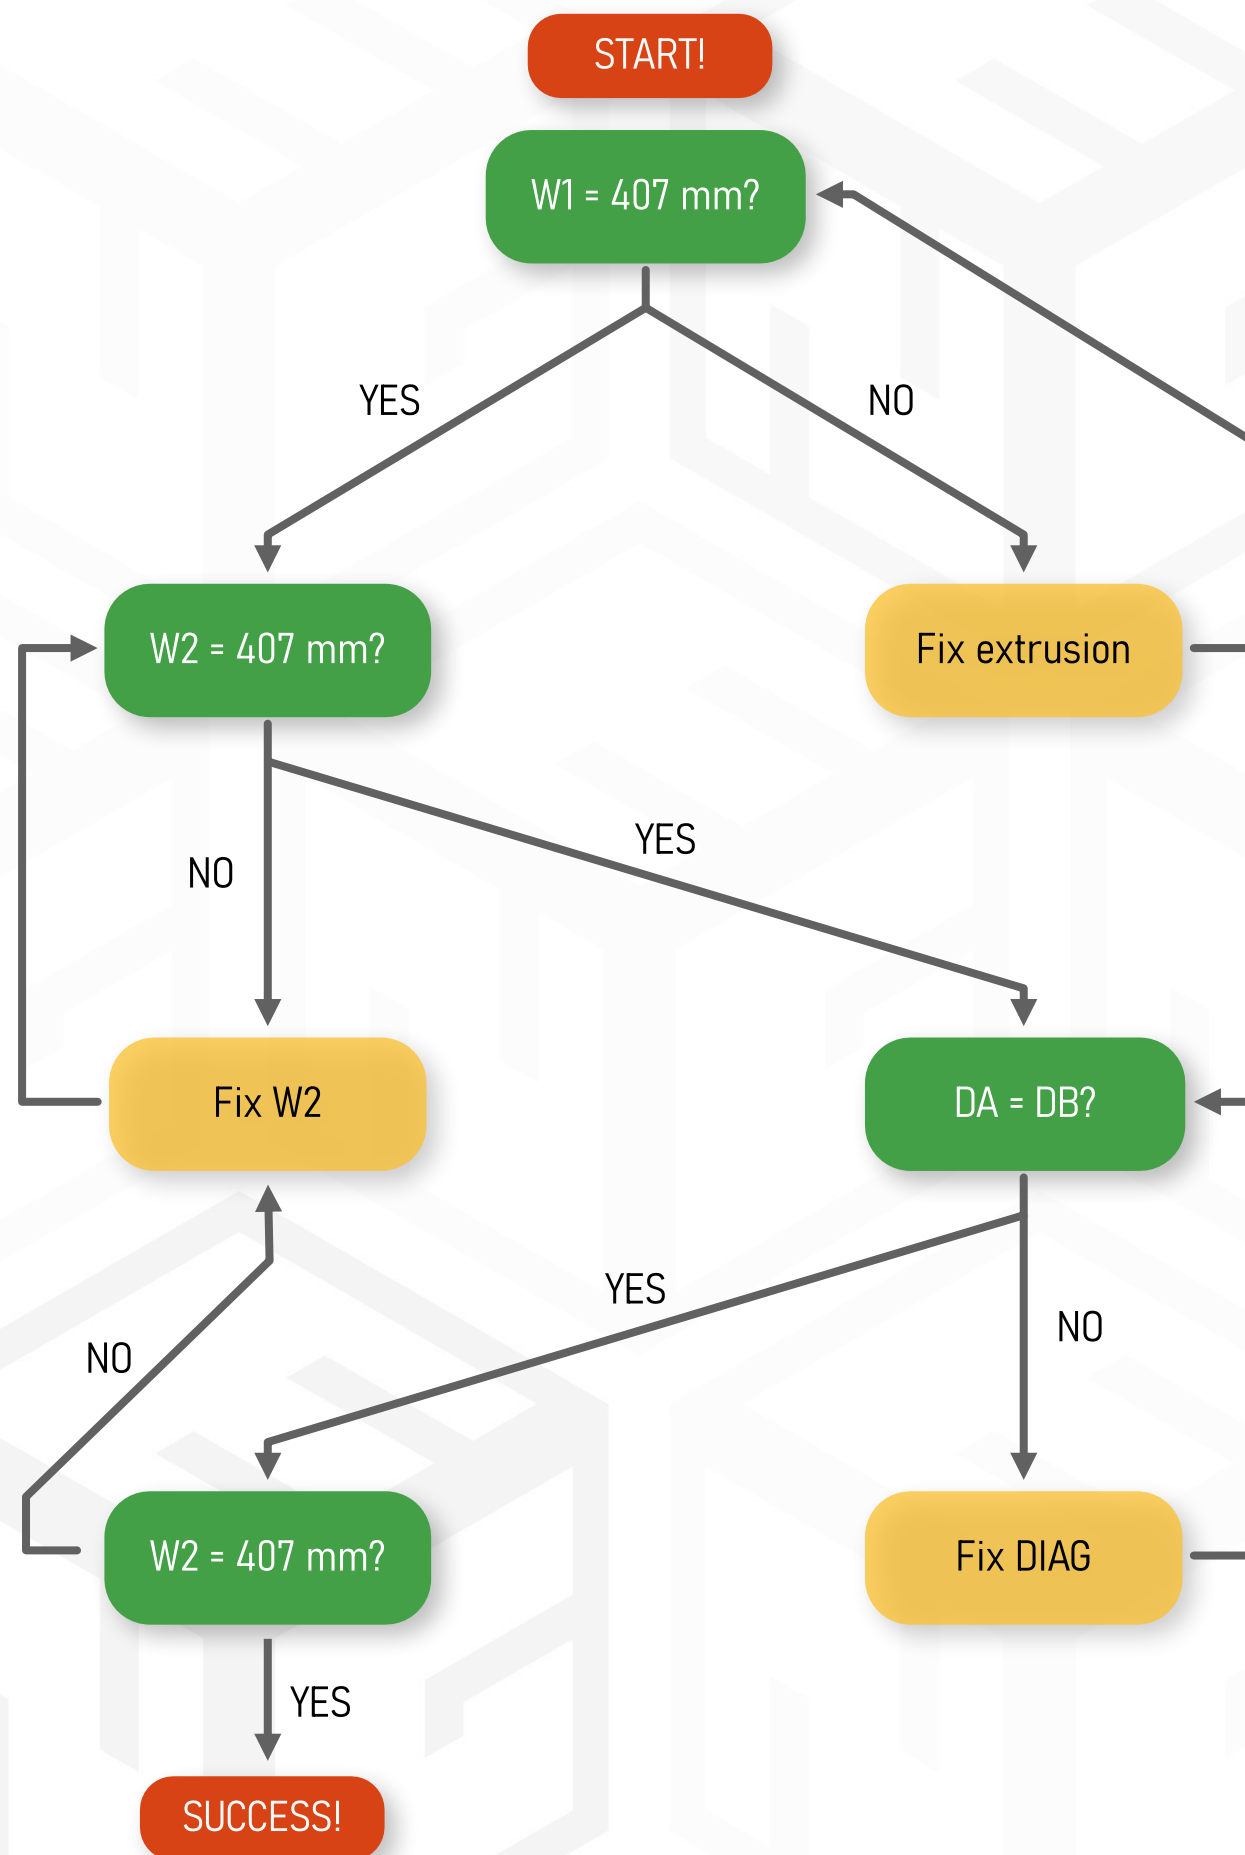 START!
W1 = 407 mm?
YES
NO
W2 = 407 mm?
Fix extrusion
YES
NO
Fix W2
DA = DB?
YES
NO
NO
W2 = 407 mm?
Fix DIAG
YES
SUCCESS!